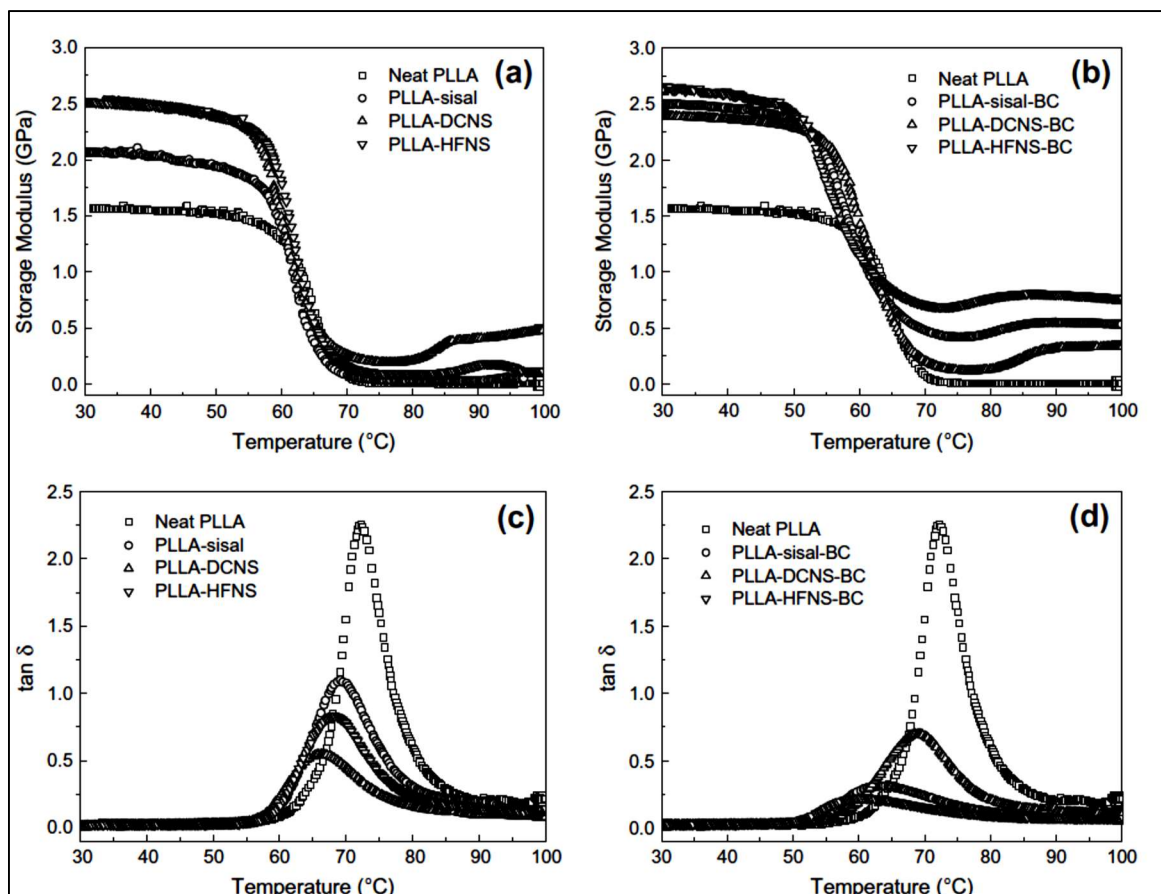 (a)
Storage Modulus (GPa)
3.0
2.5
2.0
1.5
1.0
0.5
0.0
Neat PLLA
PLLA-sisal
PLLA-DCNS
PLLA-HFNS
30 40 50 60 70 80 90 100
Temperature (°C)
(b)
Storage Modulus (GPa)
3.0
2.5
2.0
1.5
1.0
0.5
0.0
Neat PLLA
PLLA-sisal-BC
PLLA-DCNS-BC
PLLA-HFNS-BC
30 40 50 60 70 80 90 100
Temperature (°C)
(c)
tan δ
2.5
2.0
1.5
1.0
0.5
0.0
Neat PLLA
PLLA-sisal
PLLA-DCNS
PLLA-HFNS
30 40 50 60 70 80 90 100
Temperature (°C)
(d)
tan δ
2.5
2.0
1.5
1.0
0.5
0.0
Neat PLLA
PLLA-sisal-BC
PLLA-DCNS-BC
PLLA-HFNS-BC
30 40 50 60 70 80 90 100
Temperature (°C)